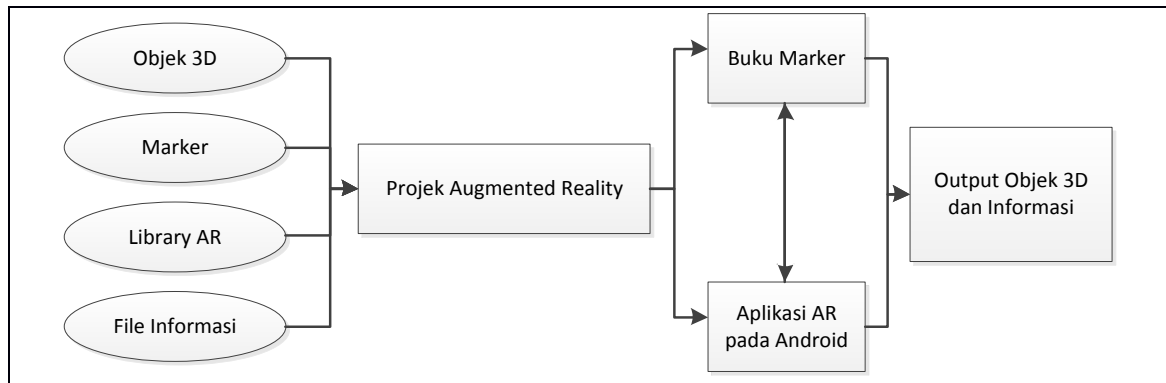 Objek 3D
Marker
Library AR
File Informasi
Projek Augmented Reality
Buku Marker
Aplikasi AR
pada Android
Output Objek 3D
dan Informasi